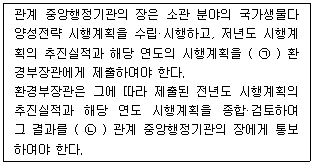 관계 중앙행정기관의 장은 소관 분야의 국가생물다
양성전략 시행계획을 수립·시행하고, 저년도 시행계
획의 추진실적과 해당 연도의 시행계획을 ( ㉠ ) 환
경부장관에게 제출하여야 한다.
환경부장관은 그에 따라 제출된 전년도 시행계획의
추진실적과 해당 연도 시행계획을 종합·검토하여
그 결과를 ( ㉡ ) 관계 중앙행정기관의 장에게 통보
하여야 한다.